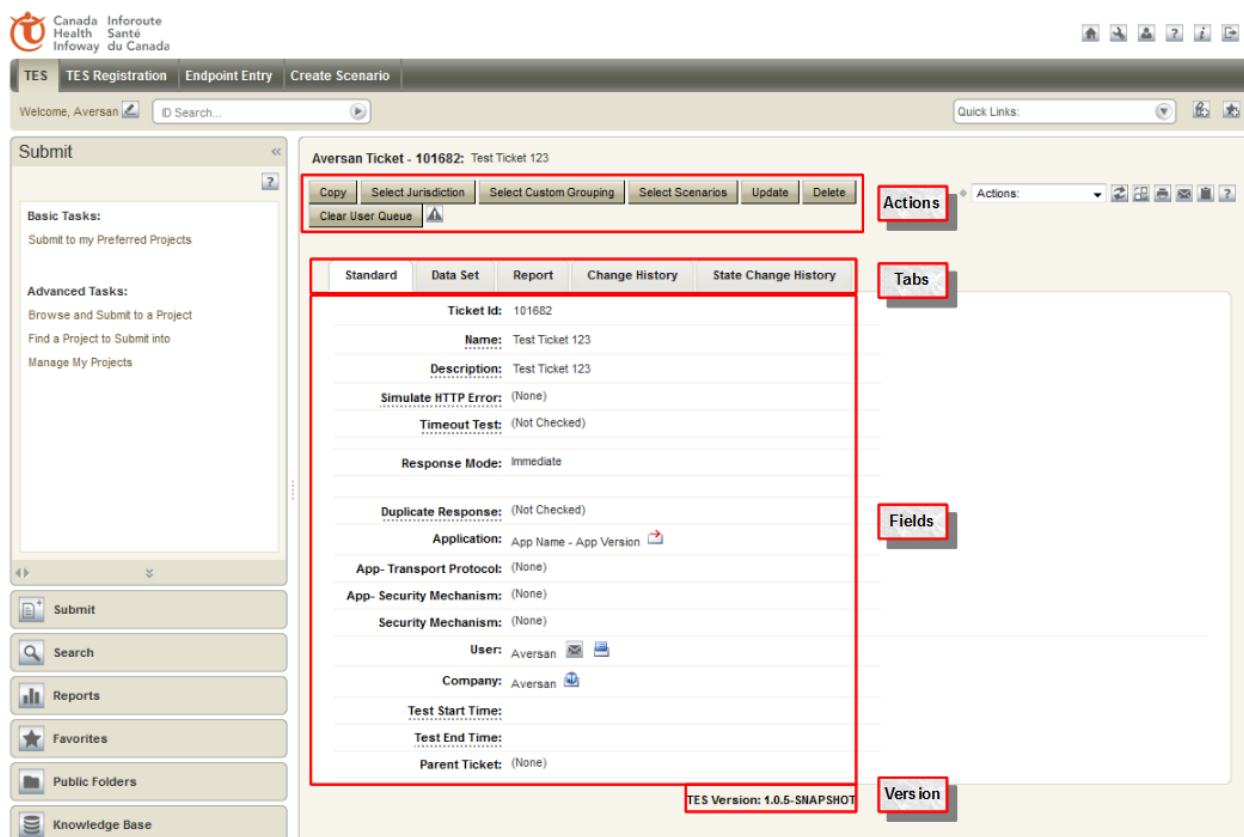 Canada Inforoute
Health Santé
Infoway du Canada
TES TES Registration Endpoint Entry Create Scenario
Welcome, Aversan ID Search... Quick Links:
Submit
Basic Tasks:
Submit to my Preferred Projects
Advanced Tasks:
Browse and Submit to a Project
Find a Project to Submit into
Manage My Projects
Submit
Search
Reports
Favorites
Public Folders
Knowledge Base
Aversan Ticket - 101682: Test Ticket 123
Copy Select Jurisdiction Select Custom Grouping Select Scenarios Update Delete
Clear User Queue
Actions
Actions:
Standard Data Set Report Change History State Change History
Tabs
Ticket Id: 101682
Name: Test Ticket 123
Description: Test Ticket 123
Simulate HTTP Error: (None)
Timeout Test: (Not Checked)
Response Mode: Immediate
Duplicate Response: (Not Checked)
Fields
Application: App Name - App Version
App- Transport Protocol: (None)
App- Security Mechanism: (None)
Security Mechanism: (None)
User: Aversan
Company: Aversan
Test Start Time:
Test End Time:
Parent Ticket: (None)
TES Version: 1.0.5-SNAPSHOT
Version